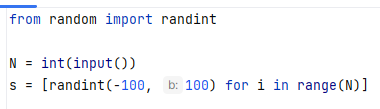 from random import randint
N = int(input())
s = [randint(-100, b: 100) for i in range(N)]